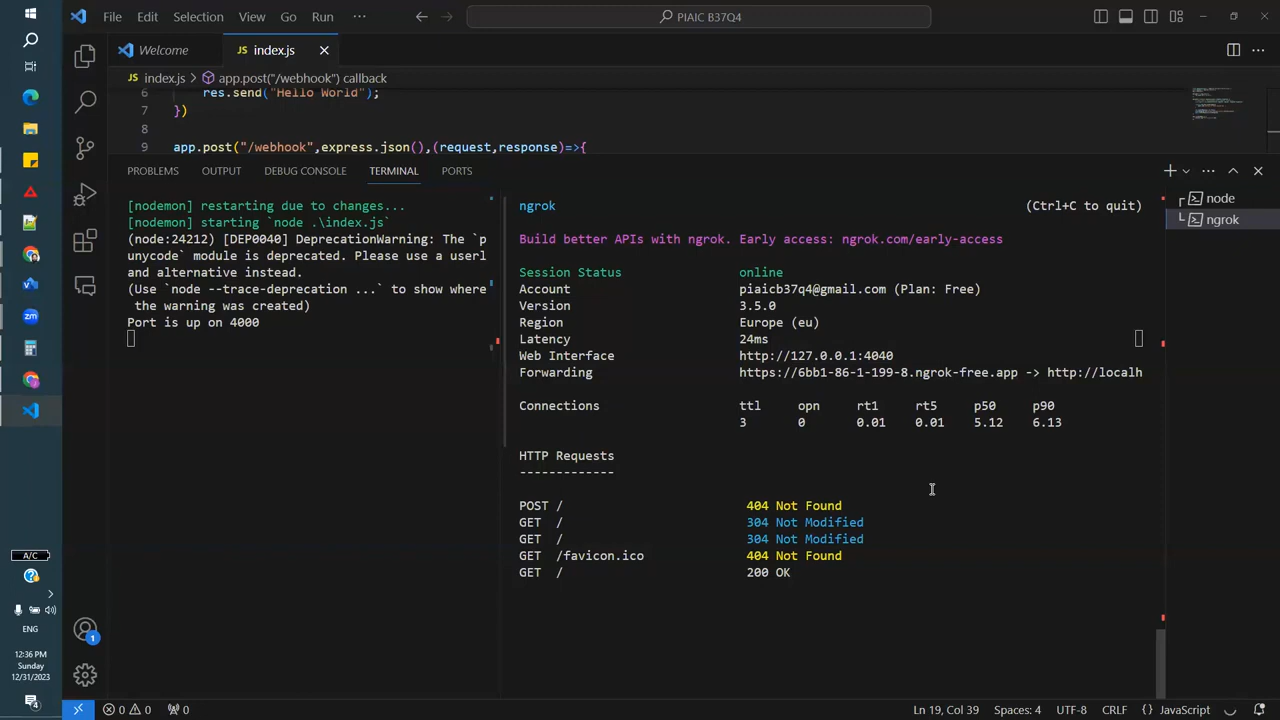 File Edit Selection View Go Run ··· PIAIC B37Q4
Welcome JS index.js
JS index.js > app.post("/webhook") callback
6 res.send("Hello World");
7 })
8
9 app.post("/webhook",express.json(),(request,response)=>{
PROBLEMS OUTPUT DEBUG CONSOLE TERMINAL PORTS
[nodemon] restarting due to changes...
[nodemon] starting `node .\index.js`
(node:24212) [DEP0040] DeprecationWarning: The `p
unycode` module is deprecated. Please use a userl
and alternative instead.
(Use `node --trace-deprecation ...` to show where
the warning was created)
Port is up on 4000
ngrok (Ctrl+C to quit)
Build better APIs with ngrok. Early access: ngrok.com/early-access
Session Status online
Account piaicb37q4@gmail.com (Plan: Free)
Version 3.5.0
Region Europe (eu)
Latency 24ms
Web Interface http://127.0.0.1:4040
Forwarding https://6bb1-86-1-199-8.ngrok-free.app -> http://localh
Connections ttl opn rt1 rt5 p50 p90
3 0 0.01 0.01 5.12 6.13
HTTP Requests
-------------
POST / 404 Not Found
GET / 304 Not Modified
GET / 304 Not Modified
GET /favicon.ico 404 Not Found
GET / 200 OK
node
ngrok
A/C
ENG
12:36 PM
Sunday
12/31/2023
4
zm
1
0 0 0 Ln 19, Col 39 Spaces: 4 UTF-8 CRLF {} JavaScript